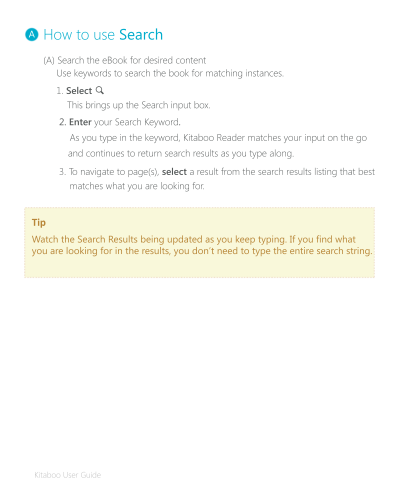 A How to use Search
(A) Search the eBook for desired content
Use keywords to search the book for matching instances.
1. Select
This brings up the Search input box.
2. Enter your Search Keyword.
As you type in the keyword, Kitaboo Reader matches your input on the go
and continues to return search results as you type along.
3. To navigate to page(s), select a result from the search results listing that best
matches what you are looking for.
Tip
Watch the Search Results being updated as you keep typing. If you find what
you are looking for in the results, you don't need to type the entire search string.
Kitaboo User Guide